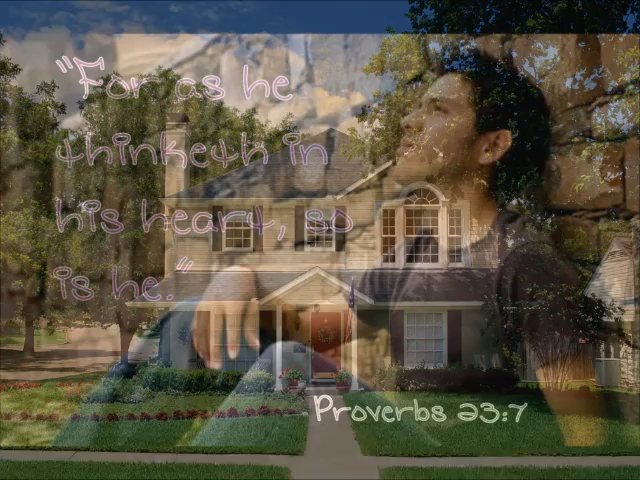 "For as he
thinketh in
his heart, so
is he."
Proverbs 23:7